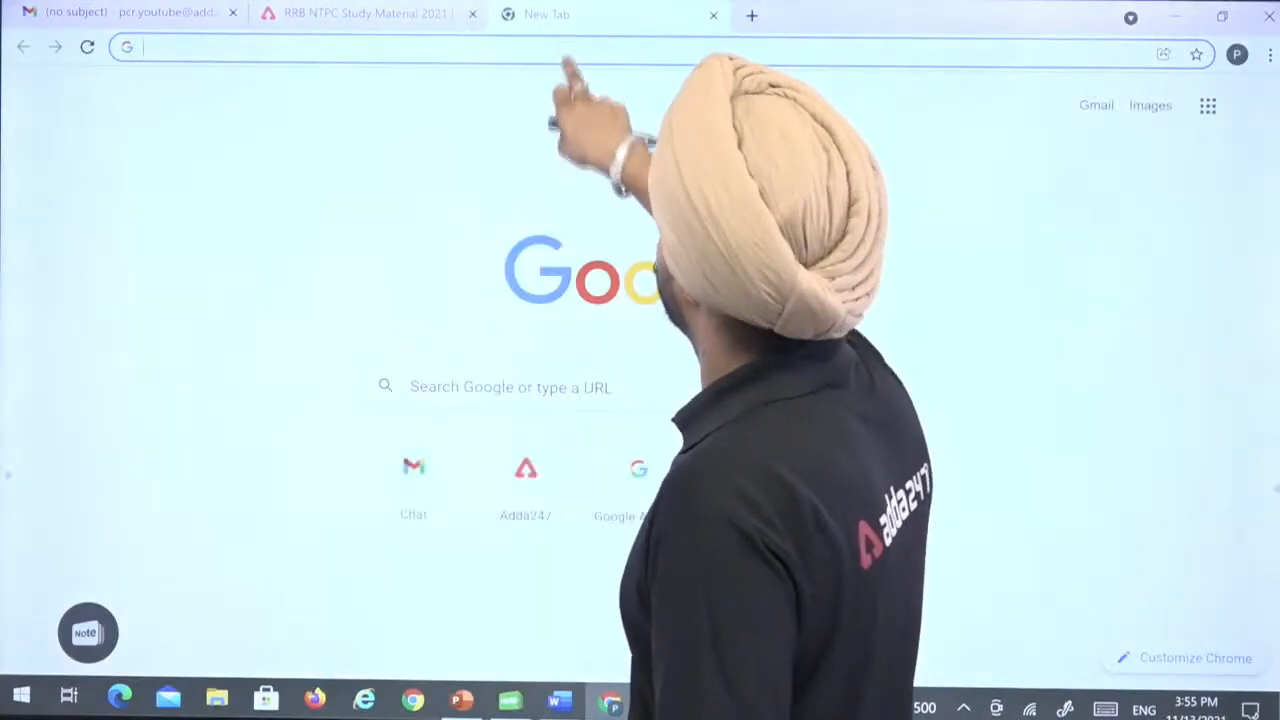 (no subject) - pcr.youtube@add.
RRB NTPC Study Material 2021 |
New Tab
G
P
Gmail Images
Goo
Search Google or type a URL
Chat Adda247 Google
adda247
Note
Customize Chrome
500 ENG 3:55 PM